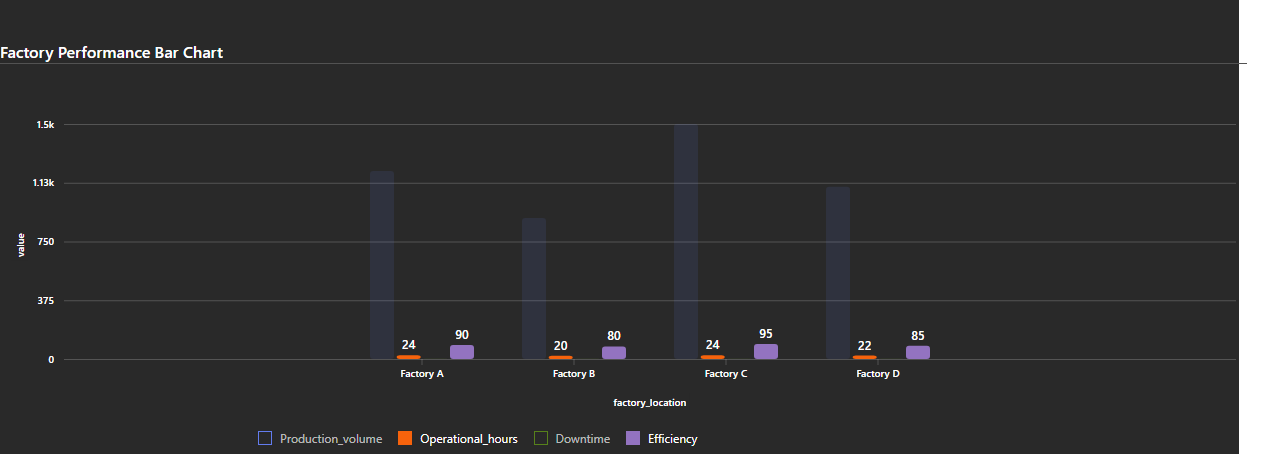 Factory Performance Bar Chart
1.5k
1.13k
750
375
0
value
24
90
20
80
24
95
22
85
Factory A
Factory B
Factory C
Factory D
factory_location
Production_volume
Operational_hours
Downtime
Efficiency